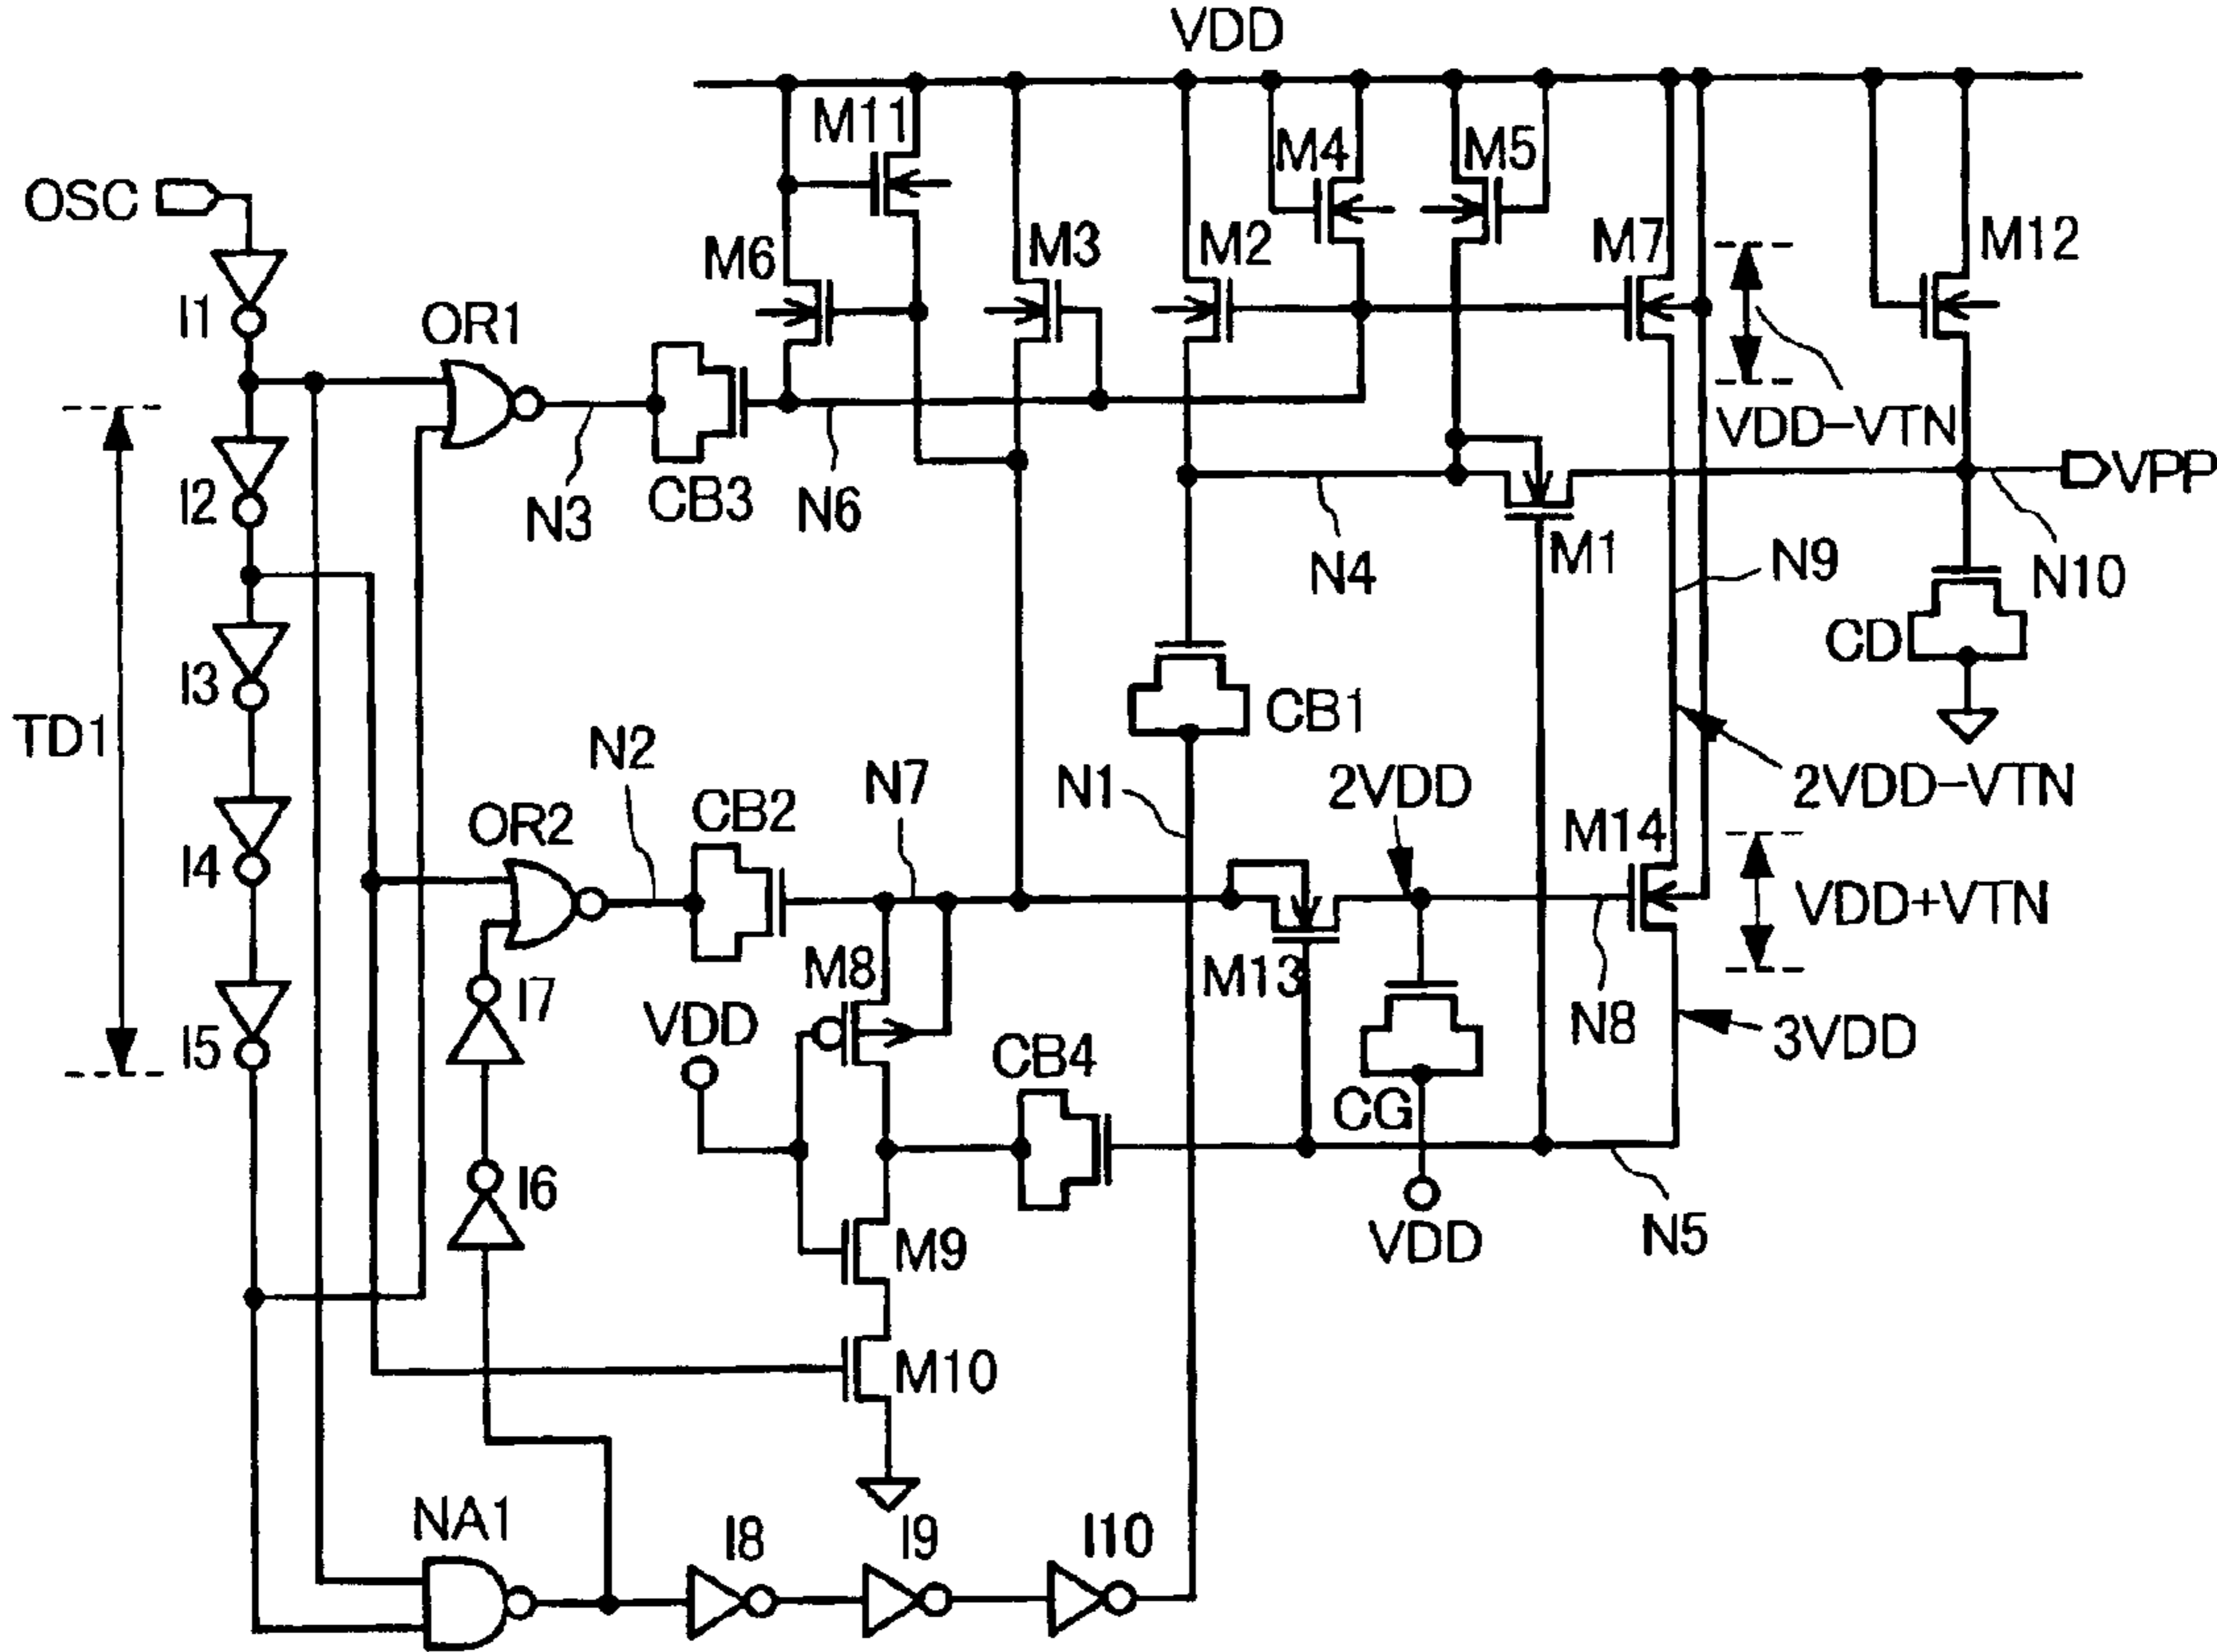 VDD
M11
M4
M5
OSC
M6
M3
M2
M7
M12
I1
OR1
VDD-VTN
I2
CB3
N3
N6
N4
M1
VPP
N9
N10
I3
CD
TD1
CB1
N2
CB2
N7
N1
2VDD
2VDD-VTN
OR2
M14
I4
VDD+VTN
M8
M13
N8
I5
I7
VDD
CB4
CG
3VDD
I6
M9
VDD
N5
M10
NA1
I8
I9
I10